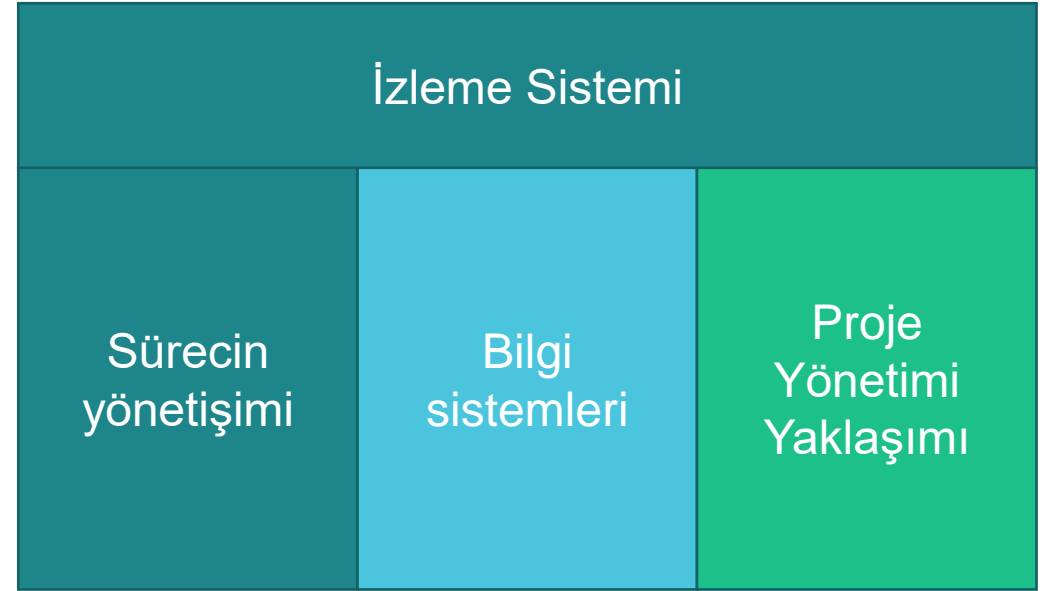 İzleme Sistemi
Sürecin
yönetişimi
Bilgi
sistemleri
Proje
Yönetimi
Yaklaşımı